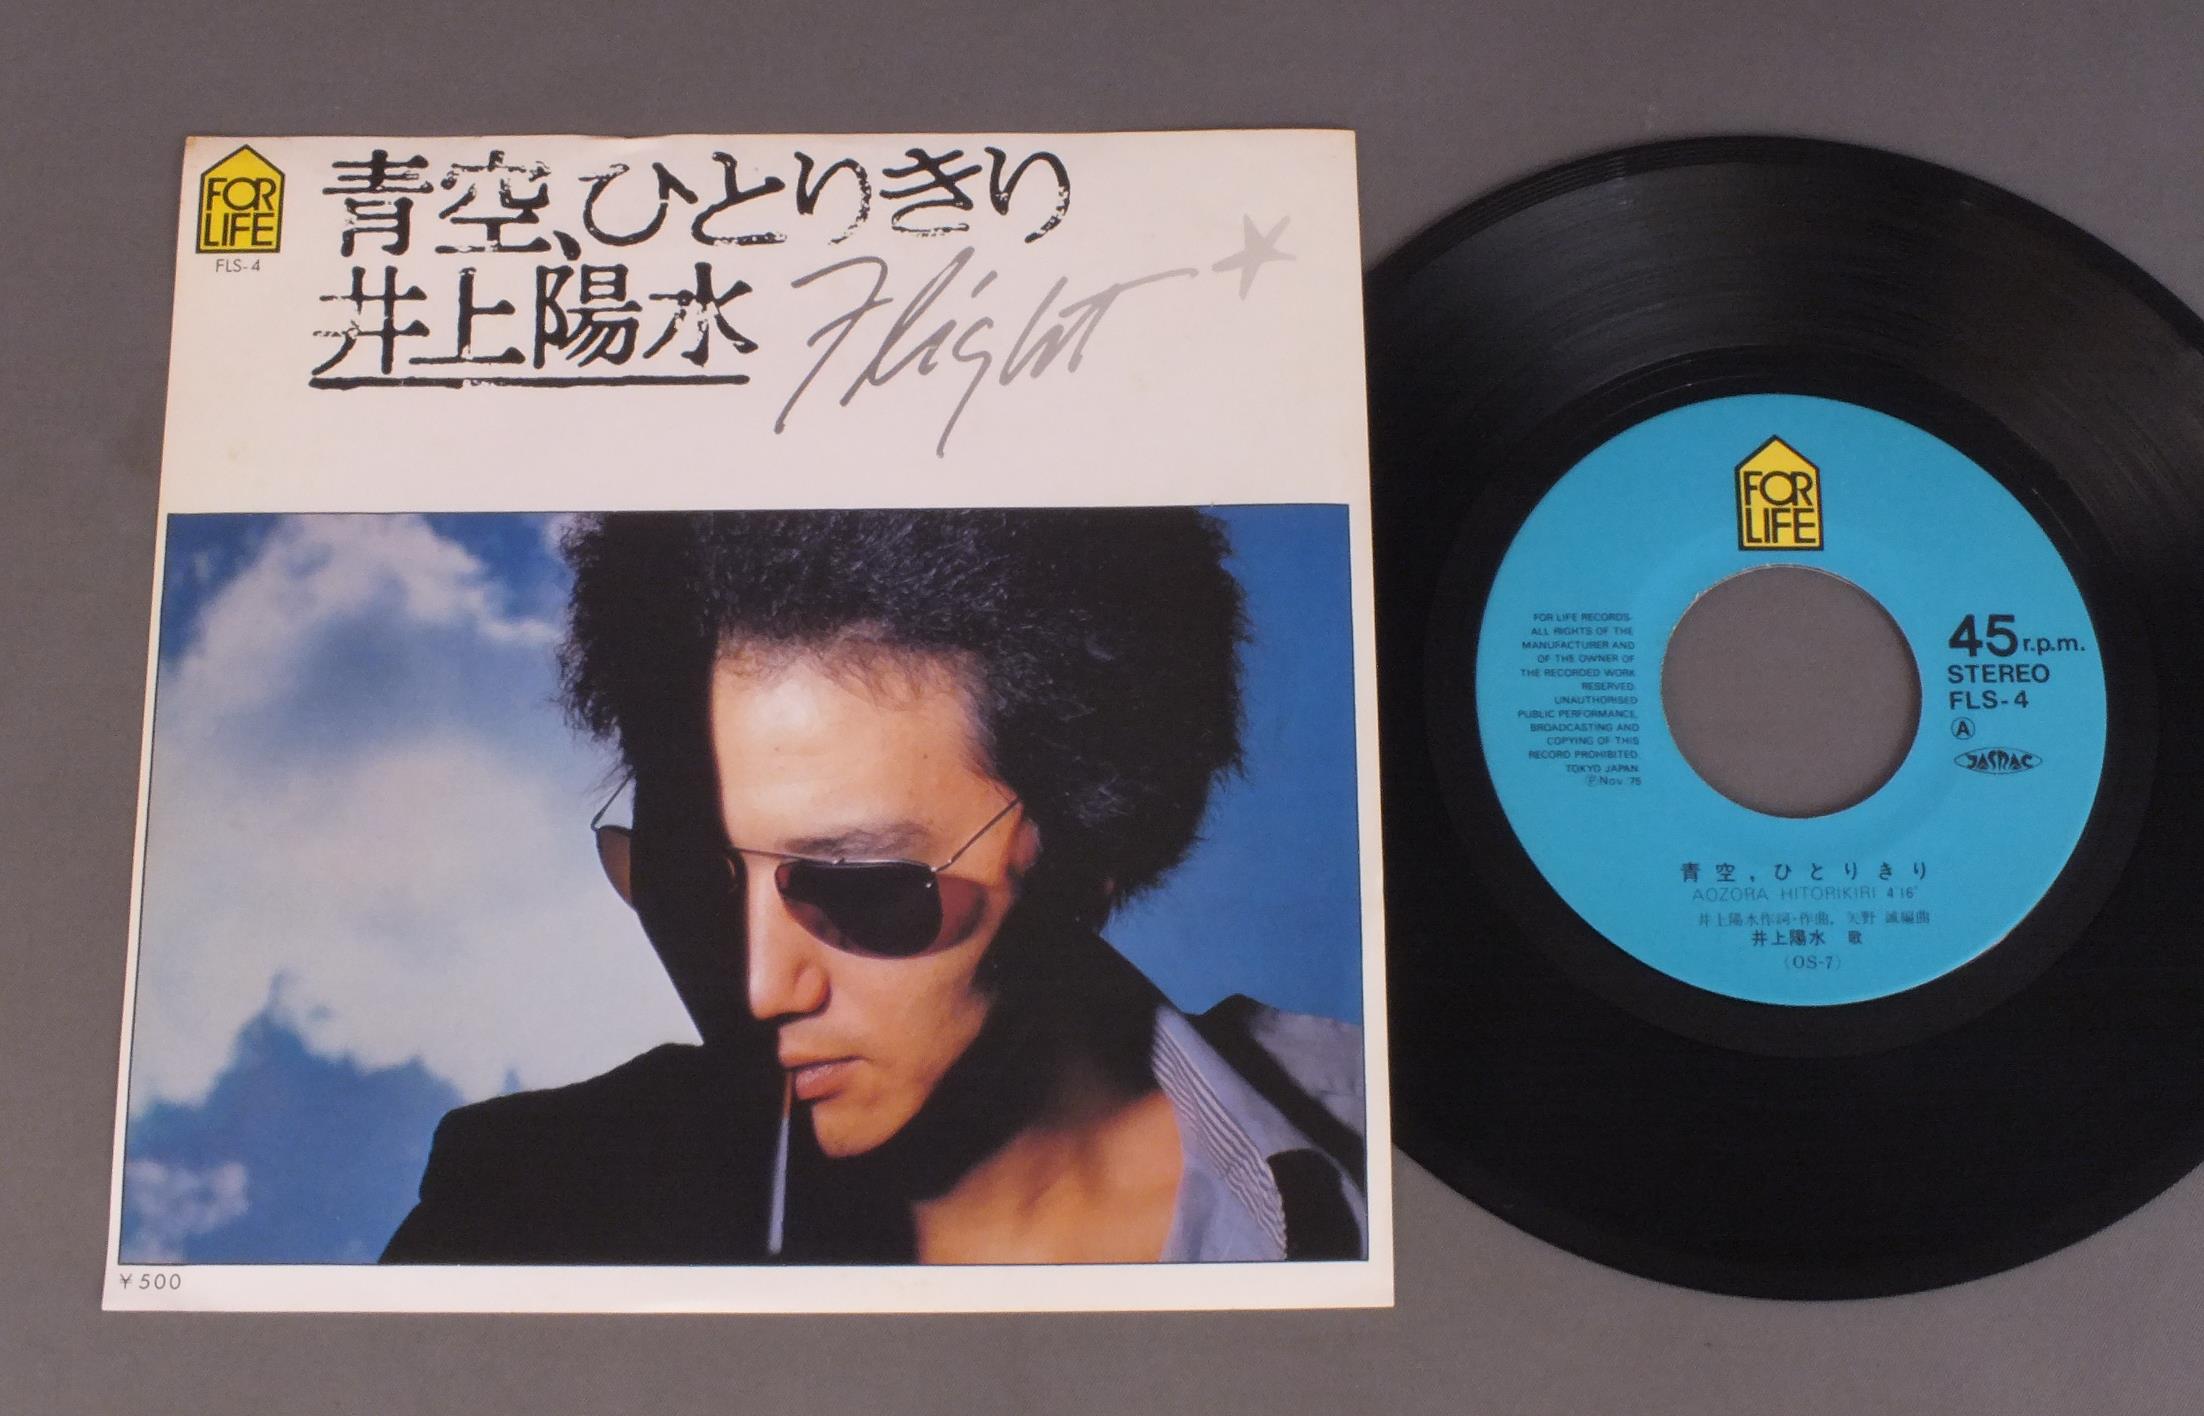 FOR
LIFE
FLS-4
青空、ひとりきり
井上陽水
Flight
¥500
FOR
LIFE
FOR LIFE RECORDS-
ALL RIGHTS OF THE
MANUFACTURER AND
OF THE OWNER OF
THE RECORDED WORK
RESERVED.
UNAUTHORISED
PUBLIC PERFORMANCE,
BROADCASTING AND
COPYING OF THIS
RECORD PROHIBITED.
TOKYO JAPAN
Ⓟ Nov '75
45 r.p.m.
STEREO
FLS-4
Ⓐ
JASRAC
青空,ひとりきり
AOZORA HITORIKIRI 4'16"
井上陽水作詞・作曲, 矢野 誠編曲
井上陽水 歌
(OS-7)